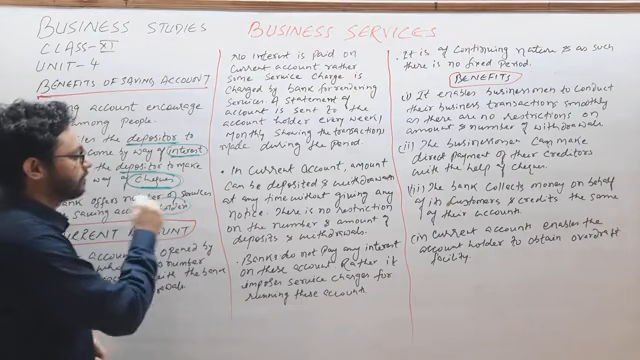 BUSINESS STUDIES
CLASS-XI
UNIT-4
BENEFITS OF SAVING ACCOUNT
account encourage
among people.
the depositor to
by way of interest
the depositor to make
way of cheques
bank offers number of services
saving account holder
CURRENT ACCOUNT
account opened by
number
with the bank
BUSINESS SERVICES
No interest is paid on
Current account rather
Some Service charge is
charged by bank for rendering
Services. A statement of
account is sent to the
account holder every week/
Monthly showing the transactions
made during the period.
• In Current Account, amount
Can be deposited & withdrawn
at any time without giving any
Notice. There is no restriction
on the number & amount of
deposits & withdrawals.
• Banks do not pay any interest
on these account. Rather it
imposes service charges for
running these account.
• It is of Continuing nature & as such
there is no fixed period.
BENEFITS
(i) It enables businessmen to conduct
their business transactions smoothly
as there are no restrictions on
amount & number of withdrawals.
(ii) The businessman can make
direct payment of their creditors
with the help of cheque.
(iii) The bank collects money on behalf
of its customers & credits the same
of their accounts.
(iv) Current accounts enables the
account holder to obtain overdraft
facility.